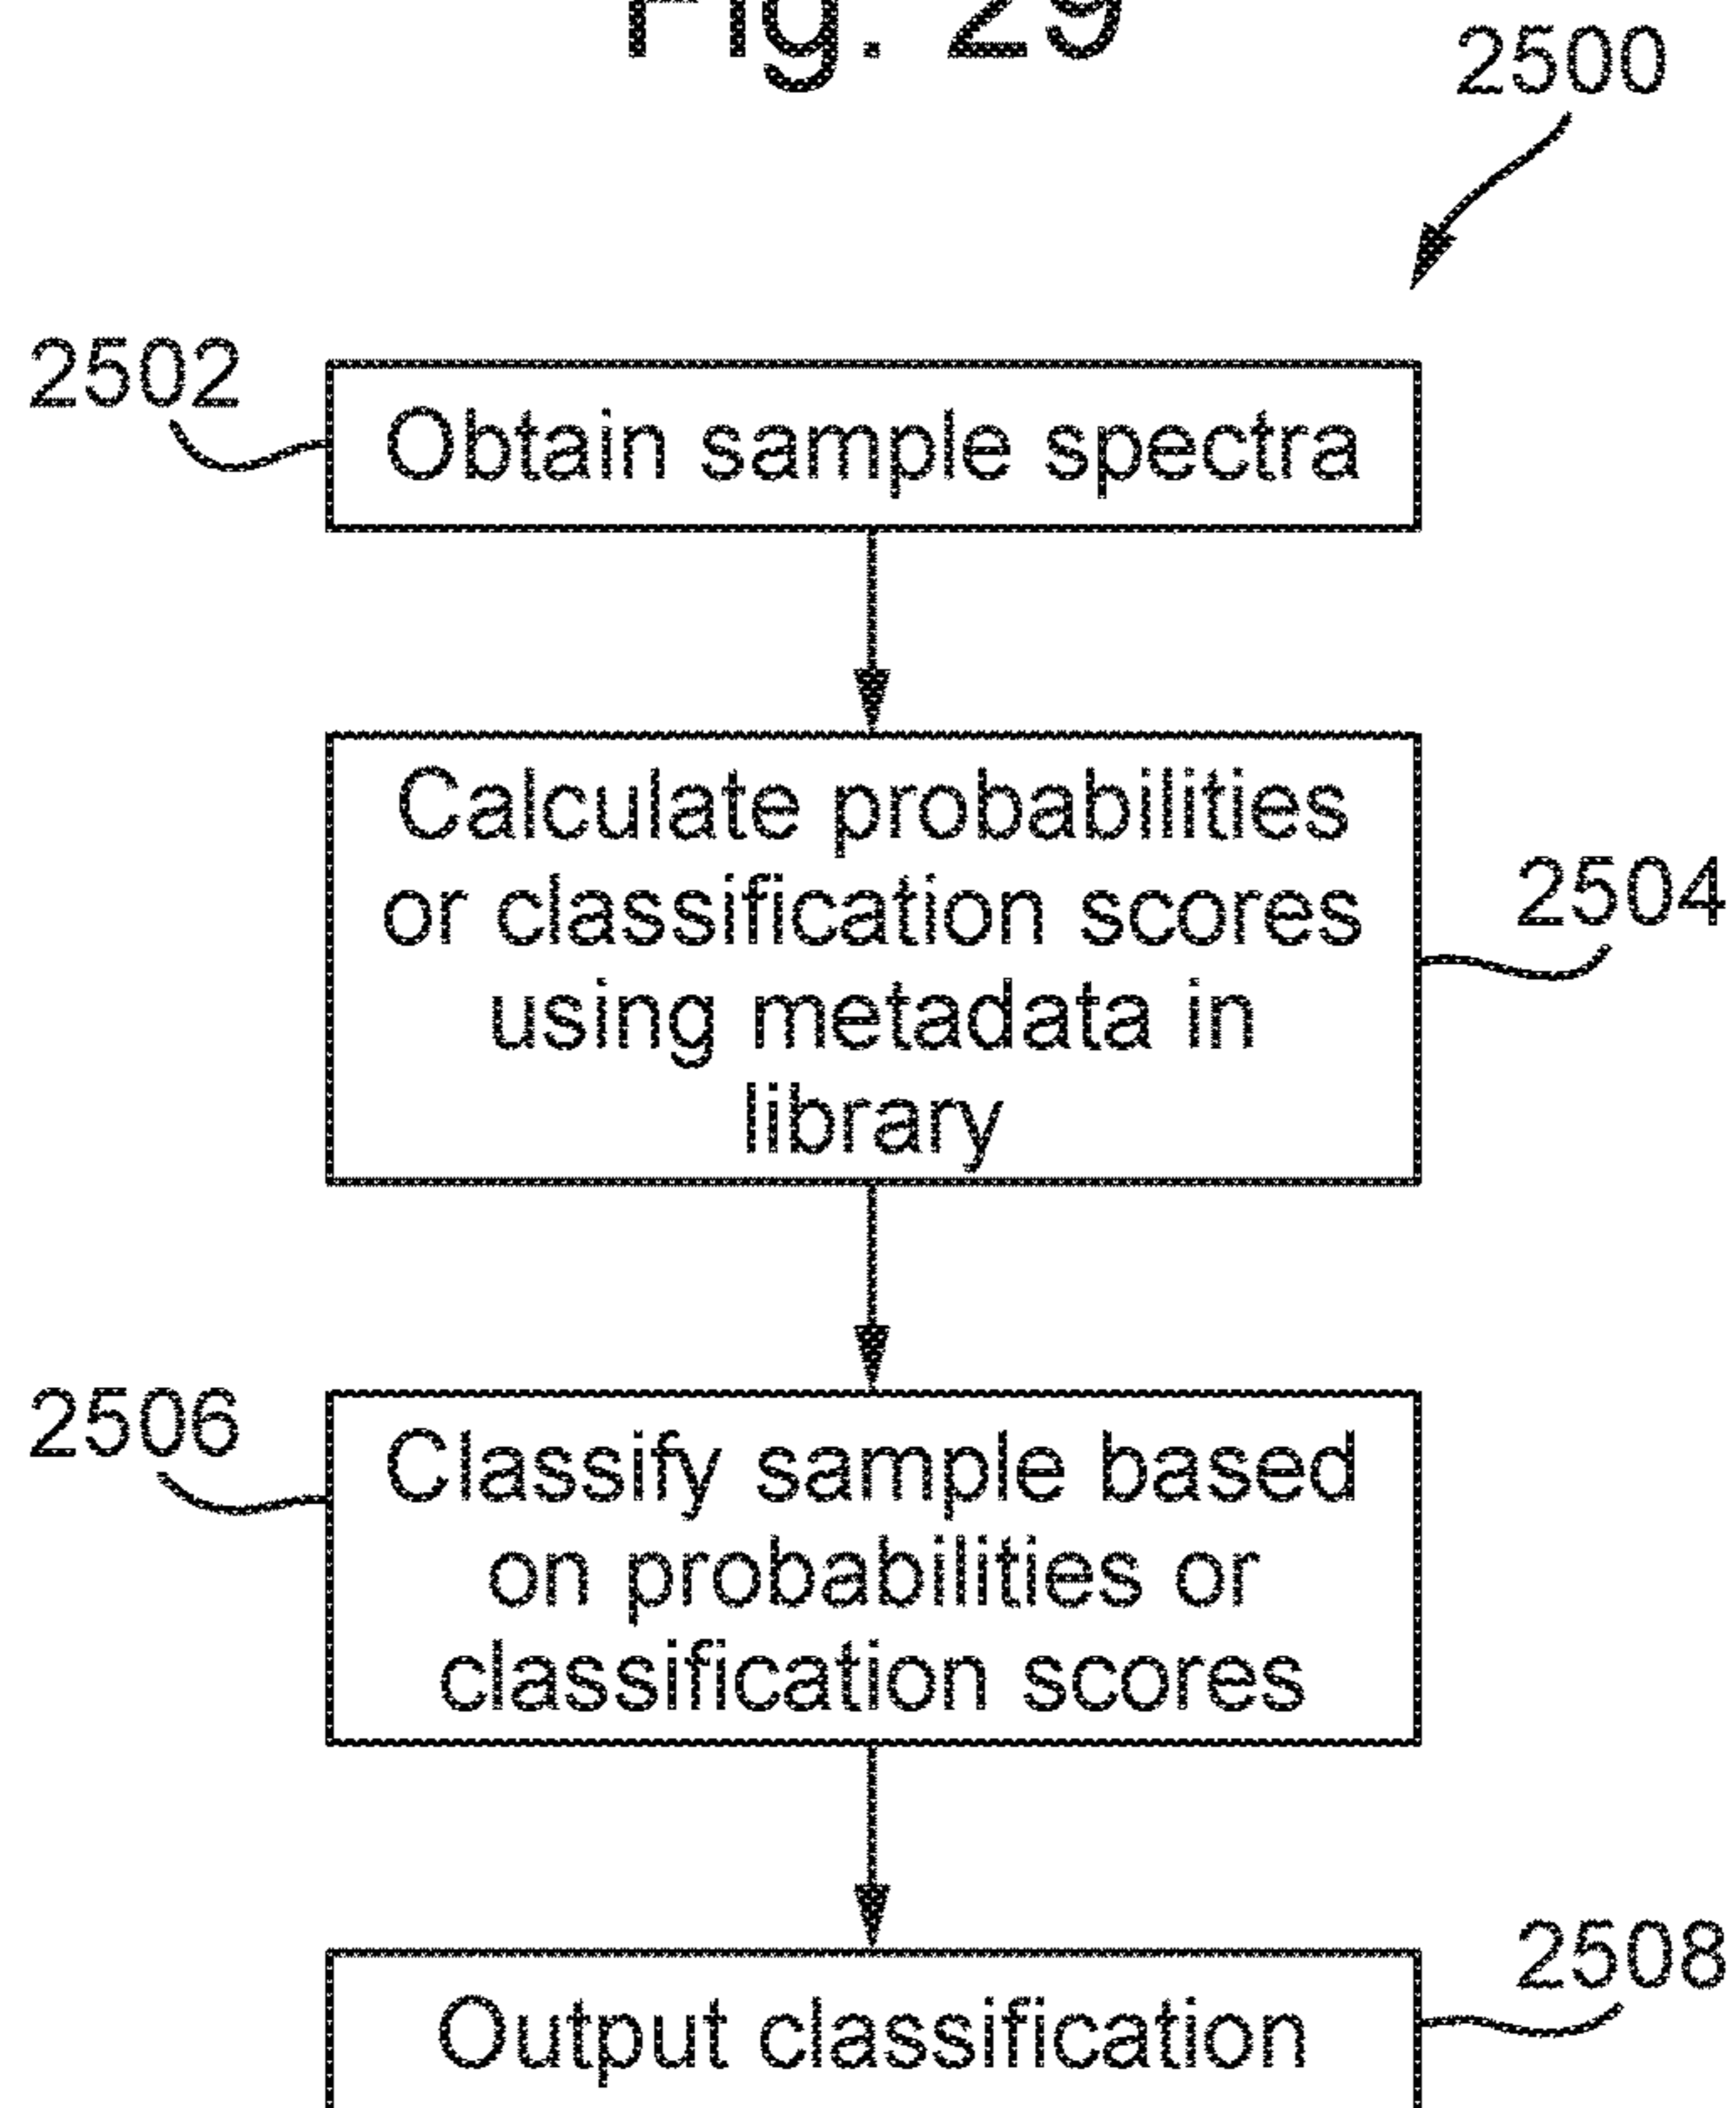 Fig. 29
2500
2502
Obtain sample spectra
Calculate probabilities
or classification scores
using metadata in
library
2504
2506
Classify sample based
on probabilities or
classification scores
2508
Output classification